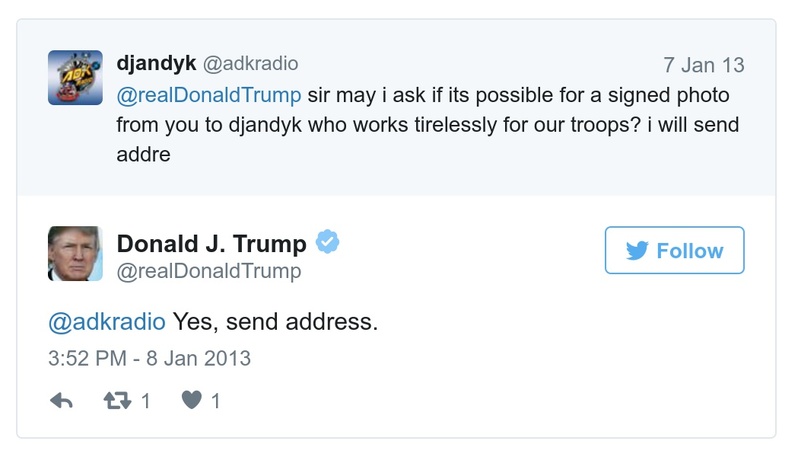 djandyk @adkradio 7 Jan 13
@realDonaldTrump sir may i ask if its possible for a signed photo
from you to djandyk who works tirelessly for our troops? i will send
addre
Donald J. Trump
@realDonaldTrump
Follow
@adkradio Yes, send address.
3:52 PM - 8 Jan 2013
1 1